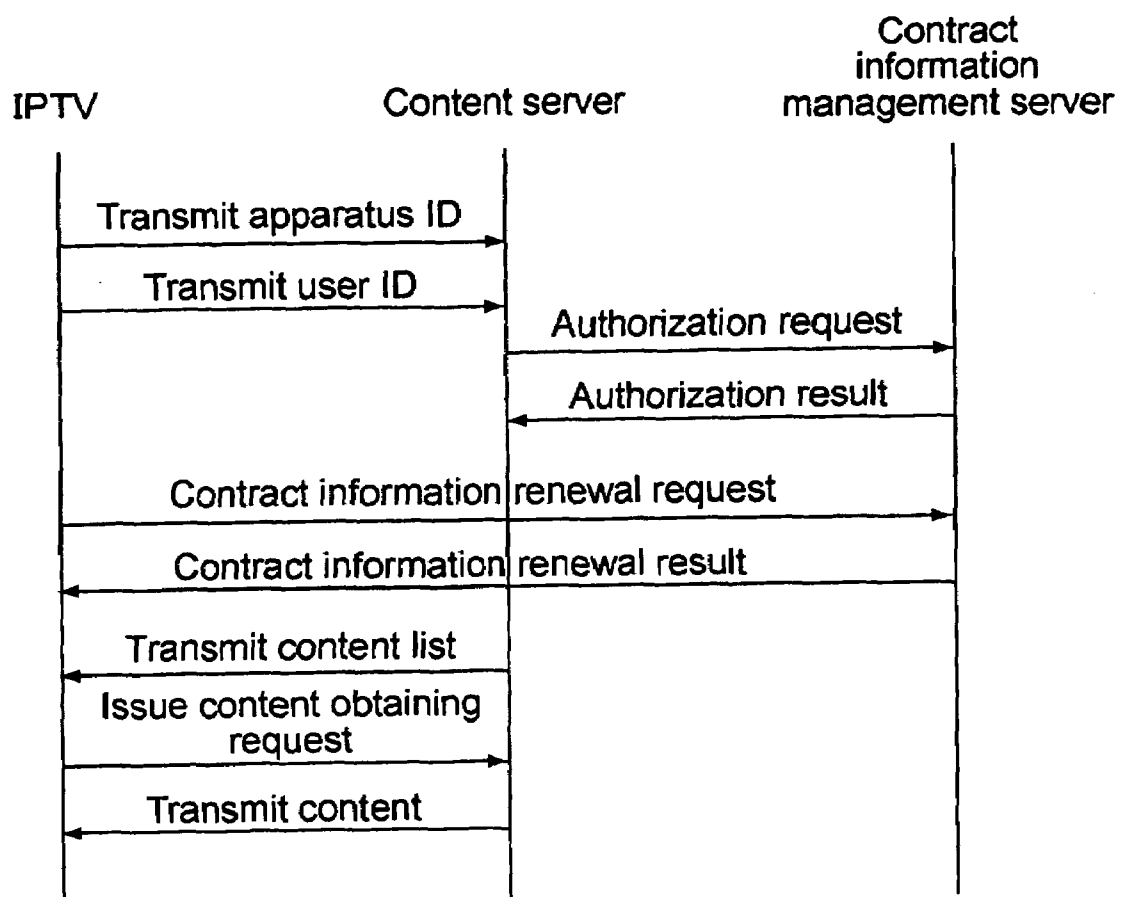 Contract
information
management server
IPTV
Content server
Transmit apparatus ID
Transmit user ID
Authorization request
Authorization result
Contract information renewal request
Contract information renewal result
Transmit content list
Issue content obtaining
request
Transmit content